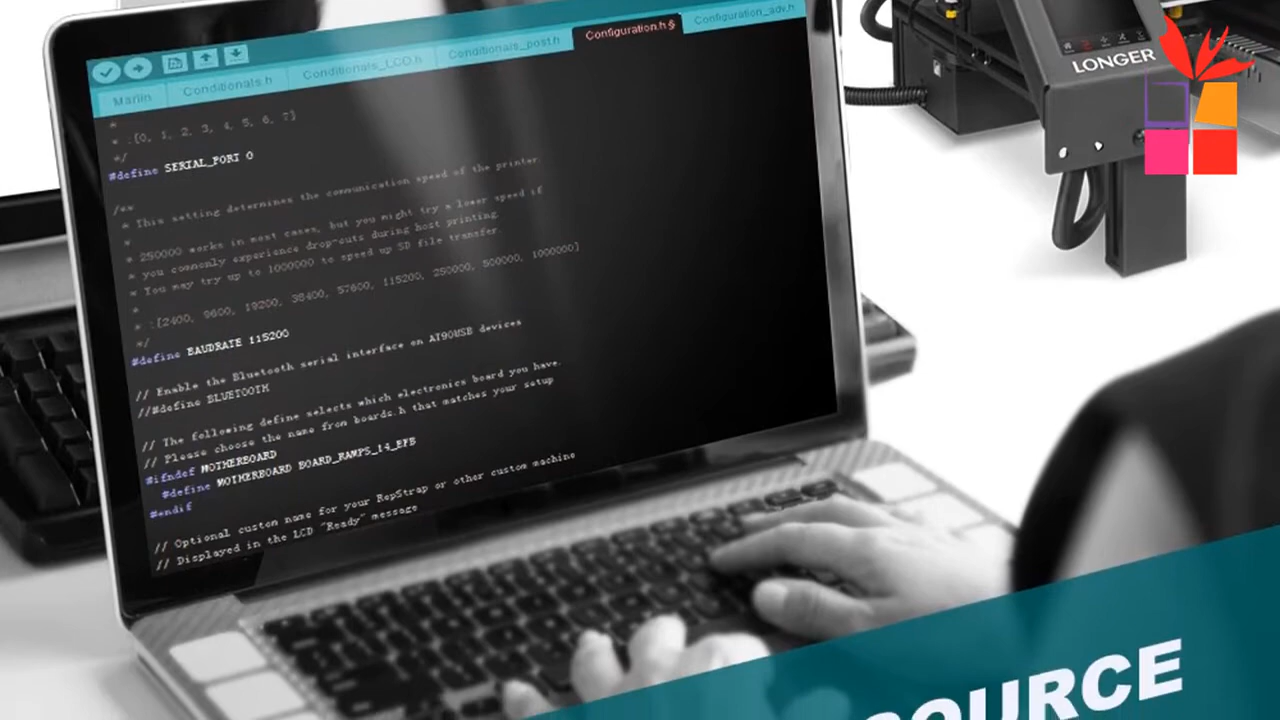 Marlin Conditionals.h Conditionals_LCD.h Conditionals_post.h Configuration.h § Configuration_adv.h
*
* :[0, 1, 2, 3, 4, 5, 6, 7]
*/
#define SERIAL_PORT 0
/**
* This setting determines the communication speed of the printer.
*
* 250000 works in most cases, but you might try a lower speed if
* you commonly experience drop-outs during host printing.
* You may try up to 1000000 to speed up SD file transfer.
*
* :[2400, 9600, 19200, 38400, 57600, 115200, 250000, 500000, 1000000]
*/
#define BAUDRATE 115200
// Enable the Bluetooth serial interface on AT90USB devices
//#define BLUETOOTH
// The following define selects which electronics board you have.
// Please choose the name from boards.h that matches your setup
#ifndef MOTHERBOARD
#define MOTHERBOARD BOARD_RAMPS_14_EFB
#endif
// Optional custom name for your RepStrap or other custom machine
// Displayed in the LCD "Ready" message
LONGER
OURCE